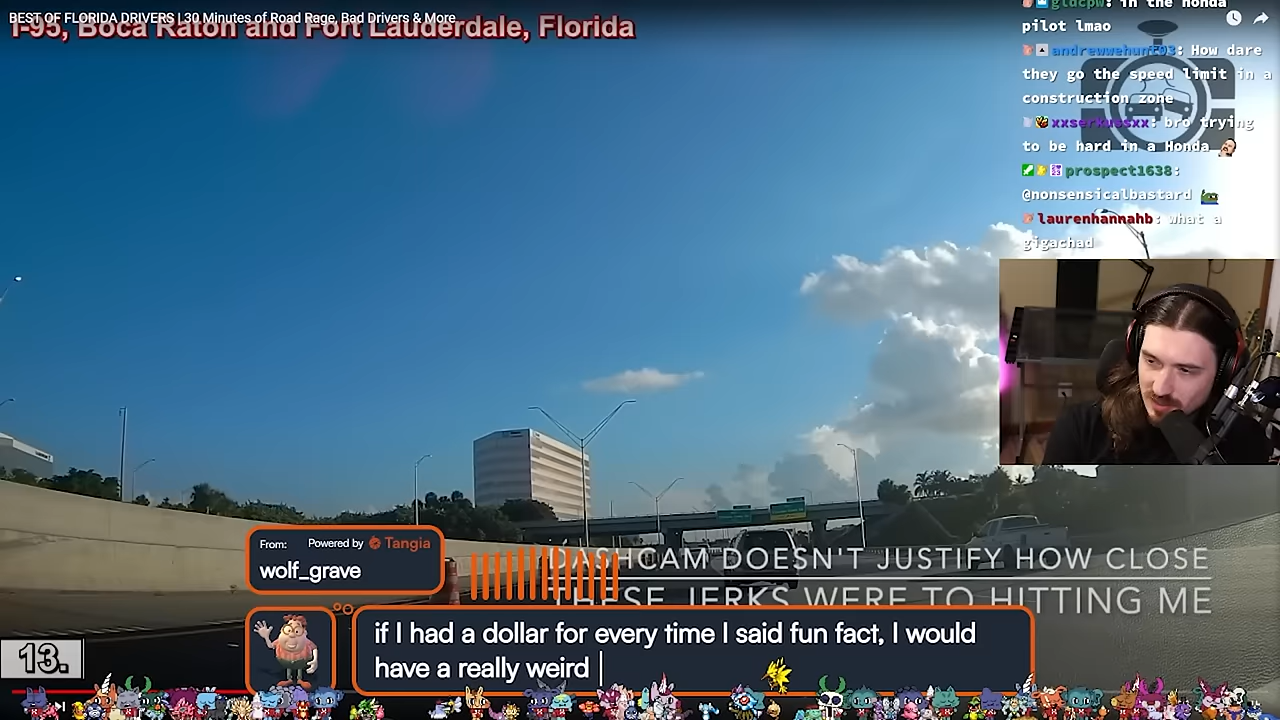 BEST OF FLORIDA DRIVERS | 30 Minutes of Road Rage, Bad Drivers & More
I-95, Boca Raton and Fort Lauderdale, Florida
gldcpw: in the honda
pilot lmao
andrewwehunt03: How dare
they go the speed limit in a
construction zone
xxserkussxx: bro trying
to be hard in a Honda
prospect1638:
@nonsensicalbastard
laurenhannahb: what a
gigachad
DASHCAM DOESN'T JUSTIFY HOW CLOSE
THESE JERKS WERE TO HITTING ME
From: Powered by Tangia
wolf_grave
if I had a dollar for every time I said fun fact, I would
have a really weird
13.